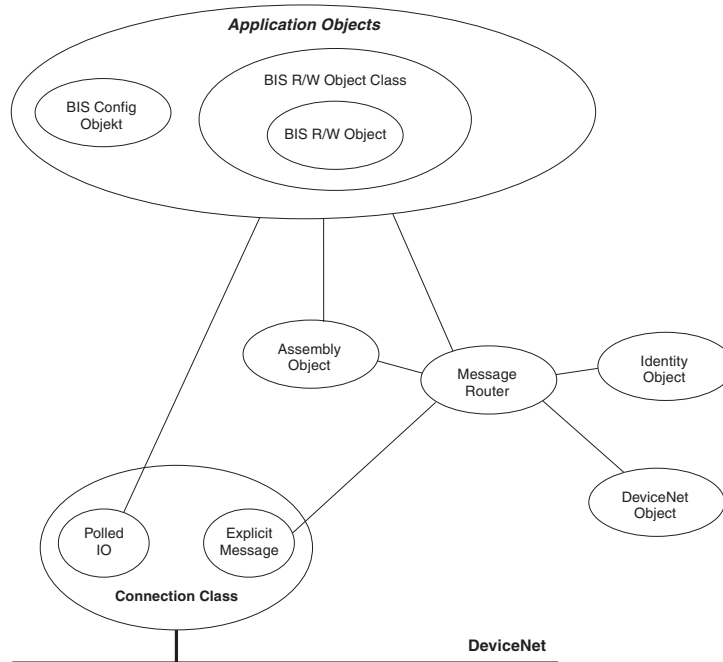 Application Objects
BIS R/W Object Class
BIS Config
Objekt
BIS R/W Object
Assembly
Object
Message
Router
Identity
Object
DeviceNet
Object
Polled
IO
Explicit
Message
Connection Class
DeviceNet